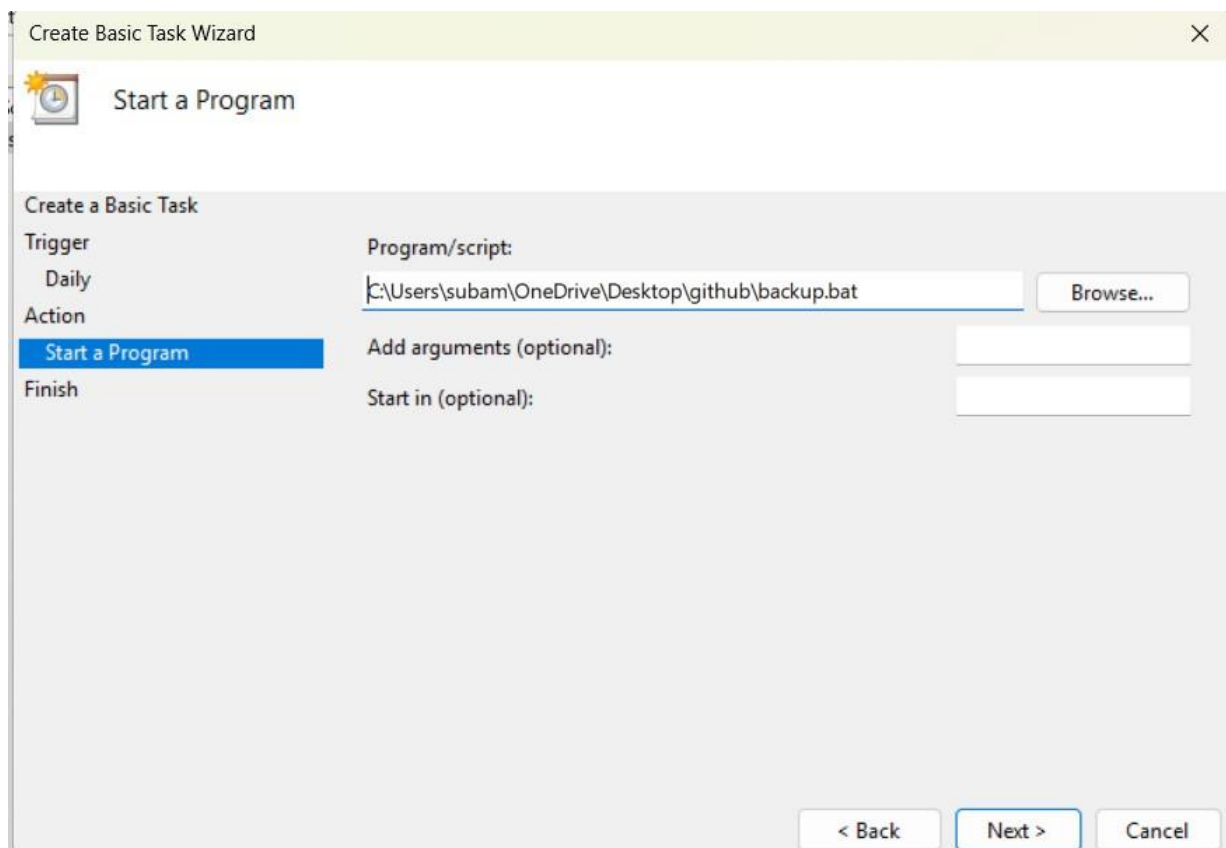 Create Basic Task Wizard
Start a Program
Create a Basic Task
Trigger
Daily
Action
Start a Program
Finish
Program/script:
C:\Users\subam\OneDrive\Desktop\github\backup.bat
Browse...
Add arguments (optional):
Start in (optional):
< Back
Next >
Cancel